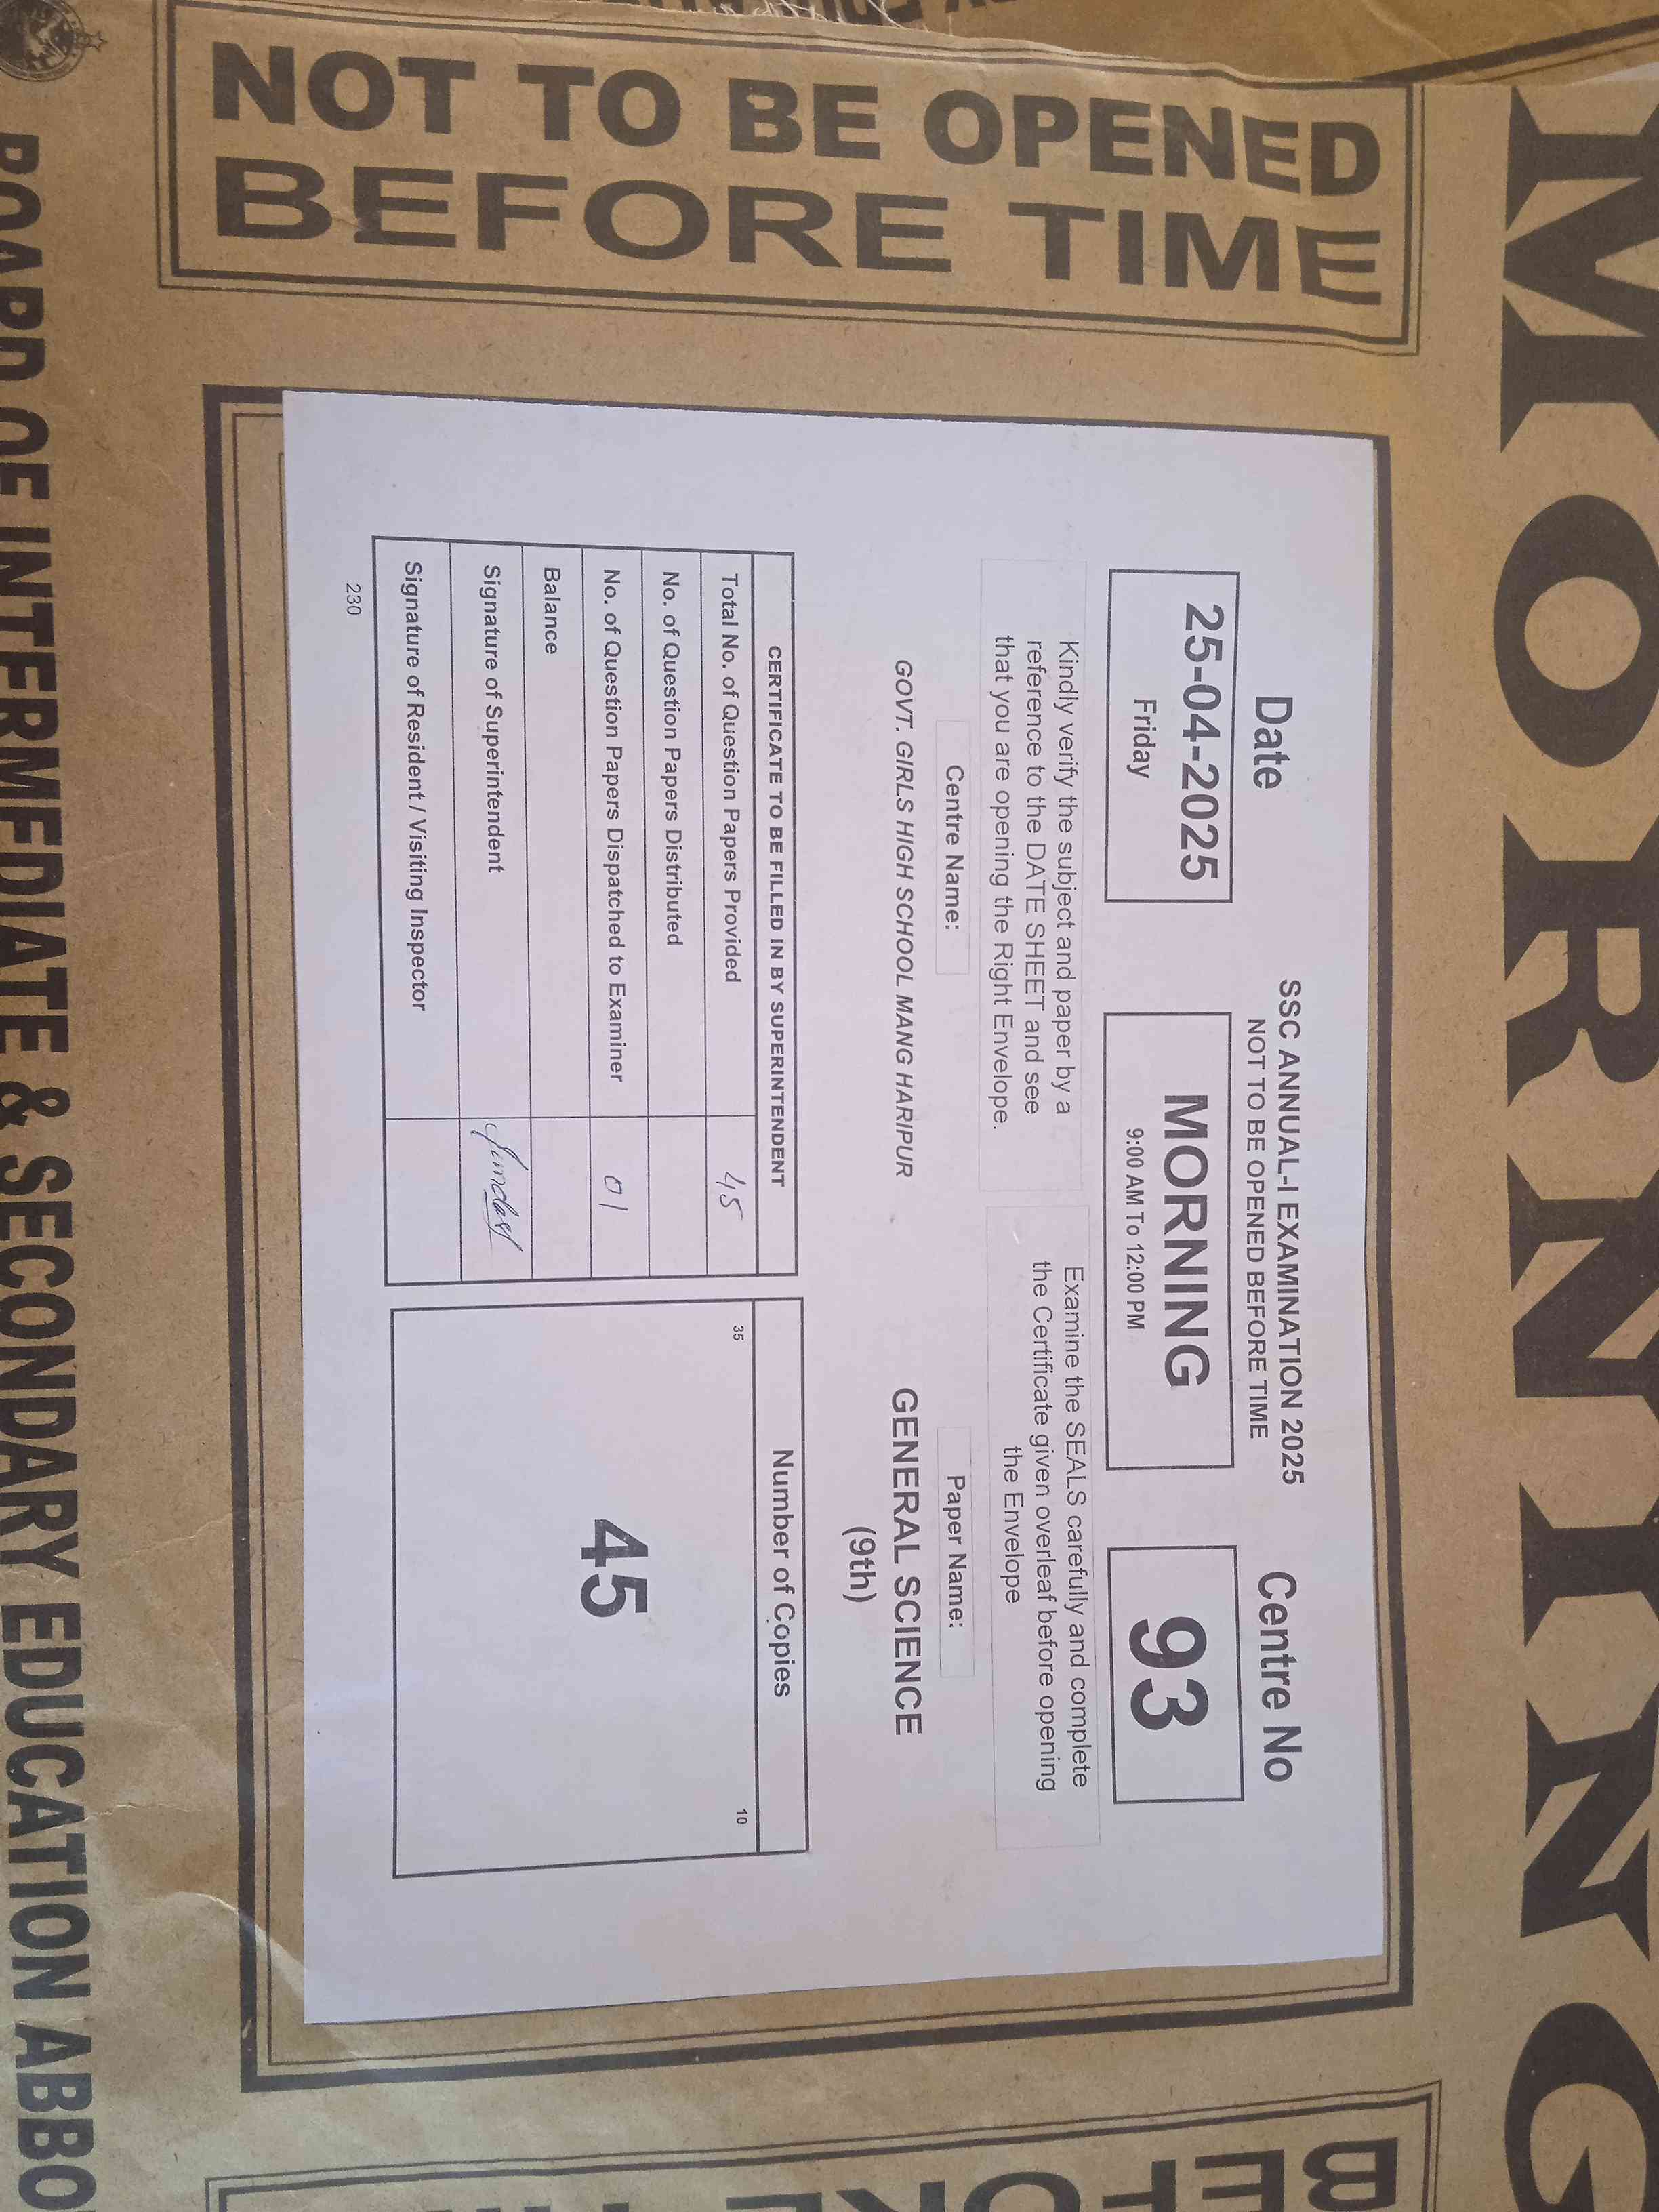 MORNING
NOT TO BE OPENED
BEFORE TIME
SSC ANNUAL-I EXAMINATION 2025
NOT TO BE OPENED BEFORE TIME
Date
25-04-2025
Friday
MORNING
9:00 AM To 12:00 PM
Centre No
93
Kindly verify the subject and paper by a
reference to the DATE SHEET and see
that you are opening the Right Envelope.
Examine the SEALS carefully and complete
the Certificate given overleaf before opening
the Envelope
Centre Name:
GOVT. GIRLS HIGH SCHOOL MANG HARIPUR
Paper Name:
GENERAL SCIENCE
(9th)
CERTIFICATE TO BE FILLED IN BY SUPERINTENDENT
Total No. of Question Papers Provided 45
No. of Question Papers Distributed
No. of Question Papers Dispatched to Examiner 01
Balance
Signature of Superintendent
Signature of Resident / Visiting Inspector
230
Number of Copies
35 10
45
BOARD OF INTERMEDIATE & SECONDARY EDUCATION ABBO